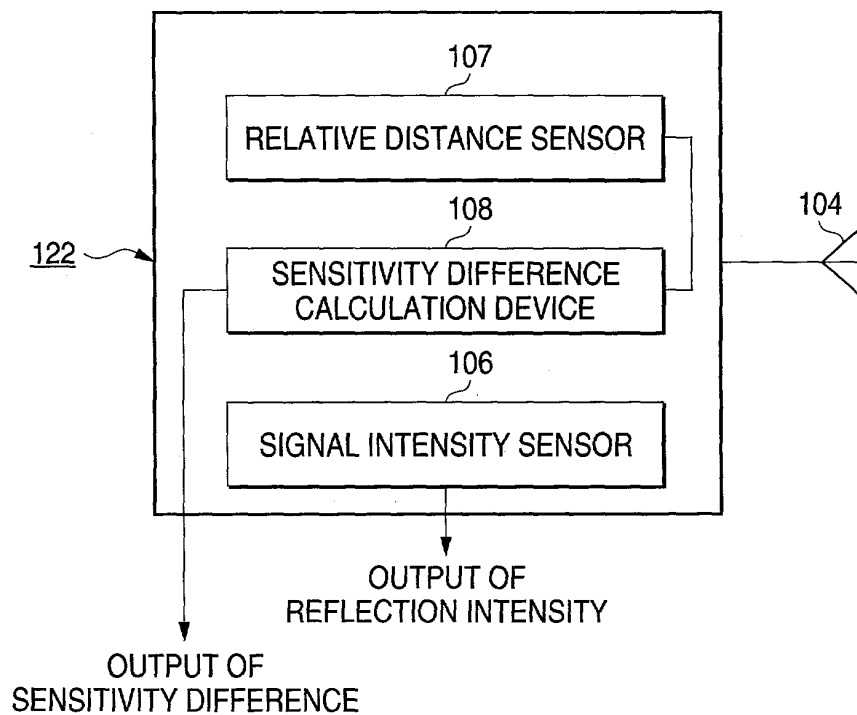 107
RELATIVE DISTANCE SENSOR
104
108
122
SENSITIVITY DIFFERENCE
CALCULATION DEVICE
106
SIGNAL INTENSITY SENSOR
OUTPUT OF
REFLECTION INTENSITY
OUTPUT OF
SENSITIVITY DIFFERENCE